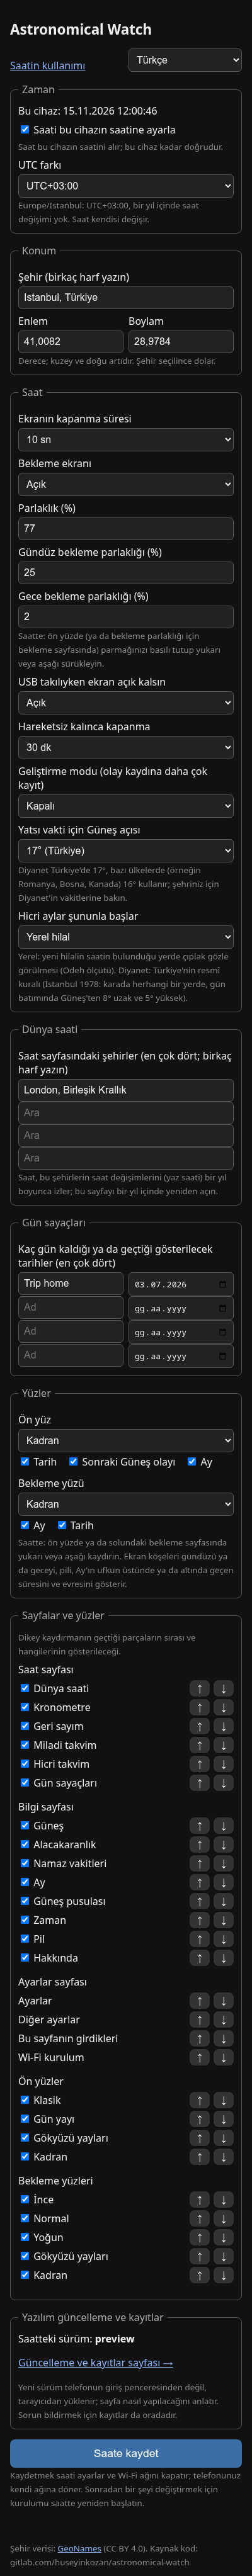 Astronomical Watch
Saatin kullanımı
Türkçe
Zaman
Bu cihaz: 15.11.2026 12:00:46
Saati bu cihazın saatine ayarla
Saat bu cihazın saatini alır; bu cihaz kadar doğrudur.
UTC farkı
UTC+03:00
Europe/Istanbul: UTC+03:00, bir yıl içinde saat
değişimi yok. Saat kendisi değişir.
Konum
Şehir (birkaç harf yazın)
Istanbul, Türkiye
Enlem Boylam
41,0082 28,9784
Derece; kuzey ve doğu artıdır. Şehir seçilince dolar.
Saat
Ekranın kapanma süresi
10 sn
Bekleme ekranı
Açık
Parlaklık (%)
77
Gündüz bekleme parlaklığı (%)
25
Gece bekleme parlaklığı (%)
2
Saatte: ön yüzde (ya da bekleme parlaklığı için
bekleme sayfasında) parmağınızı basılı tutup yukarı
veya aşağı sürükleyin.
USB takılıyken ekran açık kalsın
Açık
Hareketsiz kalınca kapanma
30 dk
Geliştirme modu (olay kaydına daha çok
kayıt)
Kapalı
Yatsı vakti için Güneş açısı
17° (Türkiye)
Diyanet Türkiye'de 17°, bazı ülkelerde (örneğin
Romanya, Bosna, Kanada) 16° kullanır; şehriniz için
Diyanet'in vakitlerine bakın.
Hicri aylar şununla başlar
Yerel hilal
Yerel: yeni hilalin saatin bulunduğu yerde çıplak gözle
görülmesi (Odeh ölçütü). Diyanet: Türkiye'nin resmî
kuralı (İstanbul 1978: karada herhangi bir yerde, gün
batımında Güneş'ten 8° uzak ve 5° yüksek).
Dünya saati
Saat sayfasındaki şehirler (en çok dört; birkaç
harf yazın)
London, Birleşik Krallık
Ara
Ara
Ara
Saat, bu şehirlerin saat değişimlerini (yaz saati) bir yıl
boyunca izler; bu sayfayı bir yıl içinde yeniden açın.
Gün sayaçları
Kaç gün kaldığı ya da geçtiği gösterilecek
tarihler (en çok dört)
Trip home 03.07.2026
Ad gg.aa.yyyy
Ad gg.aa.yyyy
Ad gg.aa.yyyy
Yüzler
Ön yüz
Kadran
Tarih Sonraki Güneş olayı Ay
Bekleme yüzü
Kadran
Ay Tarih
Saatte: ön yüzde ya da solundaki bekleme sayfasında
yukarı veya aşağı kaydırın. Ekran köşeleri gündüzü ya
da geceyi, pili, Ay'ın ufkun üstünde ya da altında geçen
süresini ve evresini gösterir.
Sayfalar ve yüzler
Dikey kaydırmanın geçtiği parçaların sırası ve
hangilerinin gösterileceği.
Saat sayfası
Dünya saati ↑ ↓
Kronometre ↑ ↓
Geri sayım ↑ ↓
Miladi takvim ↑ ↓
Hicri takvim ↑ ↓
Gün sayaçları ↑ ↓
Bilgi sayfası
Güneş ↑ ↓
Alacakaranlık ↑ ↓
Namaz vakitleri ↑ ↓
Ay ↑ ↓
Güneş pusulası ↑ ↓
Zaman ↑ ↓
Pil ↑ ↓
Hakkında ↑ ↓
Ayarlar sayfası
Ayarlar ↑ ↓
Diğer ayarlar ↑ ↓
Bu sayfanın girdikleri ↑ ↓
Wi-Fi kurulum ↑ ↓
Ön yüzler
Klasik ↑ ↓
Gün yayı ↑ ↓
Gökyüzü yayları ↑ ↓
Kadran ↑ ↓
Bekleme yüzleri
İnce ↑ ↓
Normal ↑ ↓
Yoğun ↑ ↓
Gökyüzü yayları ↑ ↓
Kadran ↑ ↓
Yazılım güncelleme ve kayıtlar
Saatteki sürüm: preview
Güncelleme ve kayıtlar sayfası →
Yeni sürüm telefonun giriş penceresinden değil,
tarayıcıdan yüklenir; sayfa nasıl yapılacağını anlatır.
Sorun bildirmek için kayıtlar da oradadır.
Saate kaydet
Kaydetmek saati ayarlar ve Wi-Fi ağını kapatır; telefonunuz
kendi ağına döner. Sonradan bir şeyi değiştirmek için
kurulumu saatte yeniden başlatın.
Şehir verisi: GeoNames (CC BY 4.0). Kaynak kod:
gitlab.com/huseyinkozan/astronomical-watch